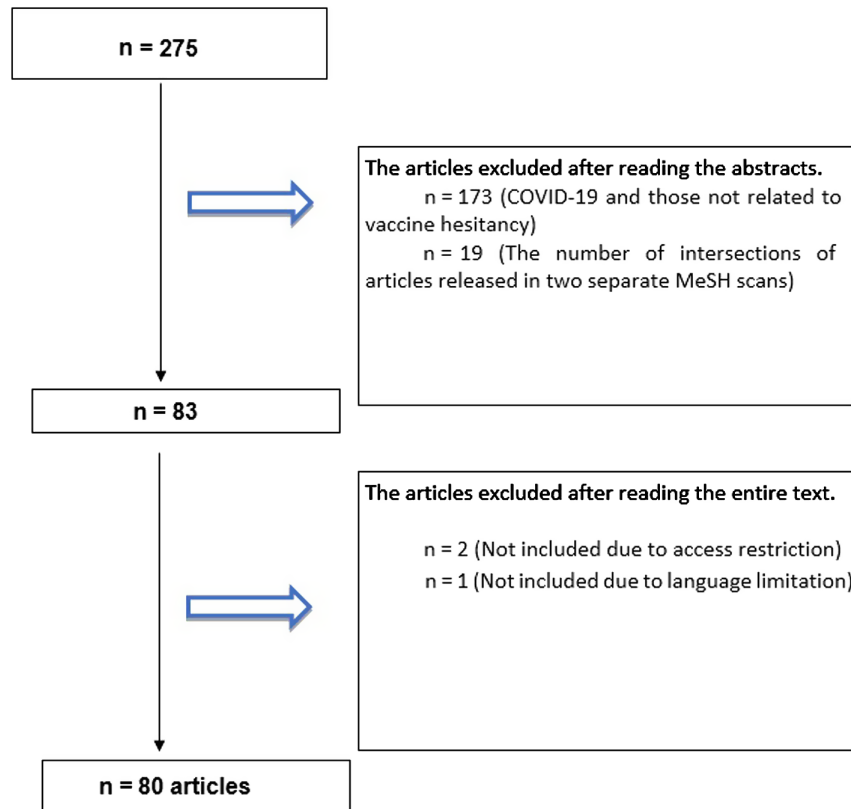 n = 275
The articles excluded after reading the abstracts.
n = 173 (COVID-19 and those not related to
vaccine hesitancy)
n = 19 (The number of intersections of
articles released in two separate MeSH scans)
n = 83
The articles excluded after reading the entire text.
n = 2 (Not included due to access restriction)
n = 1 (Not included due to language limitation)
n = 80 articles